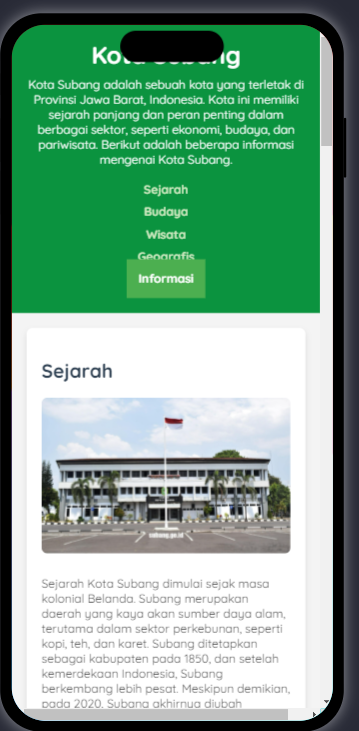 Kota Subang
Kota Subang adalah sebuah kota yang terletak di
Provinsi Jawa Barat, Indonesia. Kota ini memiliki
sejarah panjang dan peran penting dalam
berbagai sektor, seperti ekonomi, budaya, dan
pariwisata. Berikut adalah beberapa informasi
mengenai Kota Subang.
Sejarah
Budaya
Wisata
Geografis
Informasi
Sejarah
subang.go.id
Sejarah Kota Subang dimulai sejak masa
kolonial Belanda. Subang merupakan
daerah yang kaya akan sumber daya alam,
terutama dalam sektor perkebunan, seperti
kopi, teh, dan karet. Subang ditetapkan
sebagai kabupaten pada 1850, dan setelah
kemerdekaan Indonesia, Subang
berkembang lebih pesat. Meskipun demikian,
pada 2020, Subang akhirnya diubah